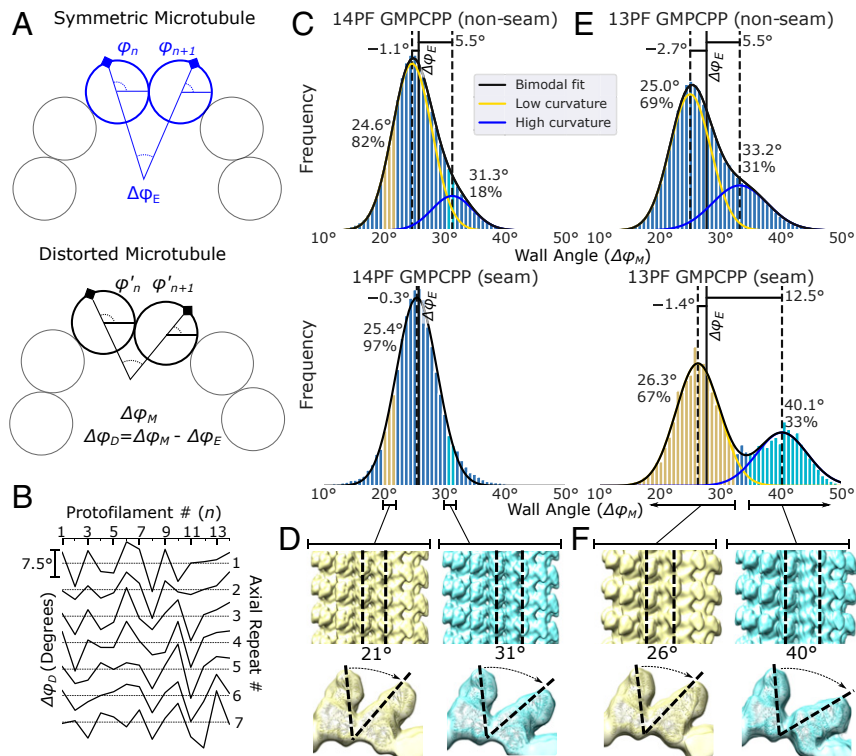 A
Symmetric Microtubule
φn
φn+1
ΔφE
Distorted Microtubule
φ'n
φ'n+1
ΔφM
ΔφD=ΔφM - ΔφE
B
Protofilament # (n)
1 3 5 7 9 11 13
7.5°
ΔφD (Degrees)
Axial Repeat #
1
2
3
4
5
6
7
C
14PF GMPCPP (non-seam)
−1.1°
5.5°
ΔφE
Bimodal fit
Low curvature
High curvature
24.6°
82%
31.3°
18%
Frequency
10° 20° 30° 40° 50°
E
13PF GMPCPP (non-seam)
−2.7°
5.5°
ΔφE
25.0°
69%
33.2°
31%
10° 20° 30° 40° 50°
Wall Angle (ΔφM)
14PF GMPCPP (seam)
−0.3°
ΔφE
25.4°
97%
Frequency
10° 20° 30° 40° 50°
13PF GMPCPP (seam)
−1.4°
12.5°
ΔφE
26.3°
67%
40.1°
33%
10° 20° 30° 40° 50°
Wall Angle (ΔφM)
D
21°
31°
F
26°
40°